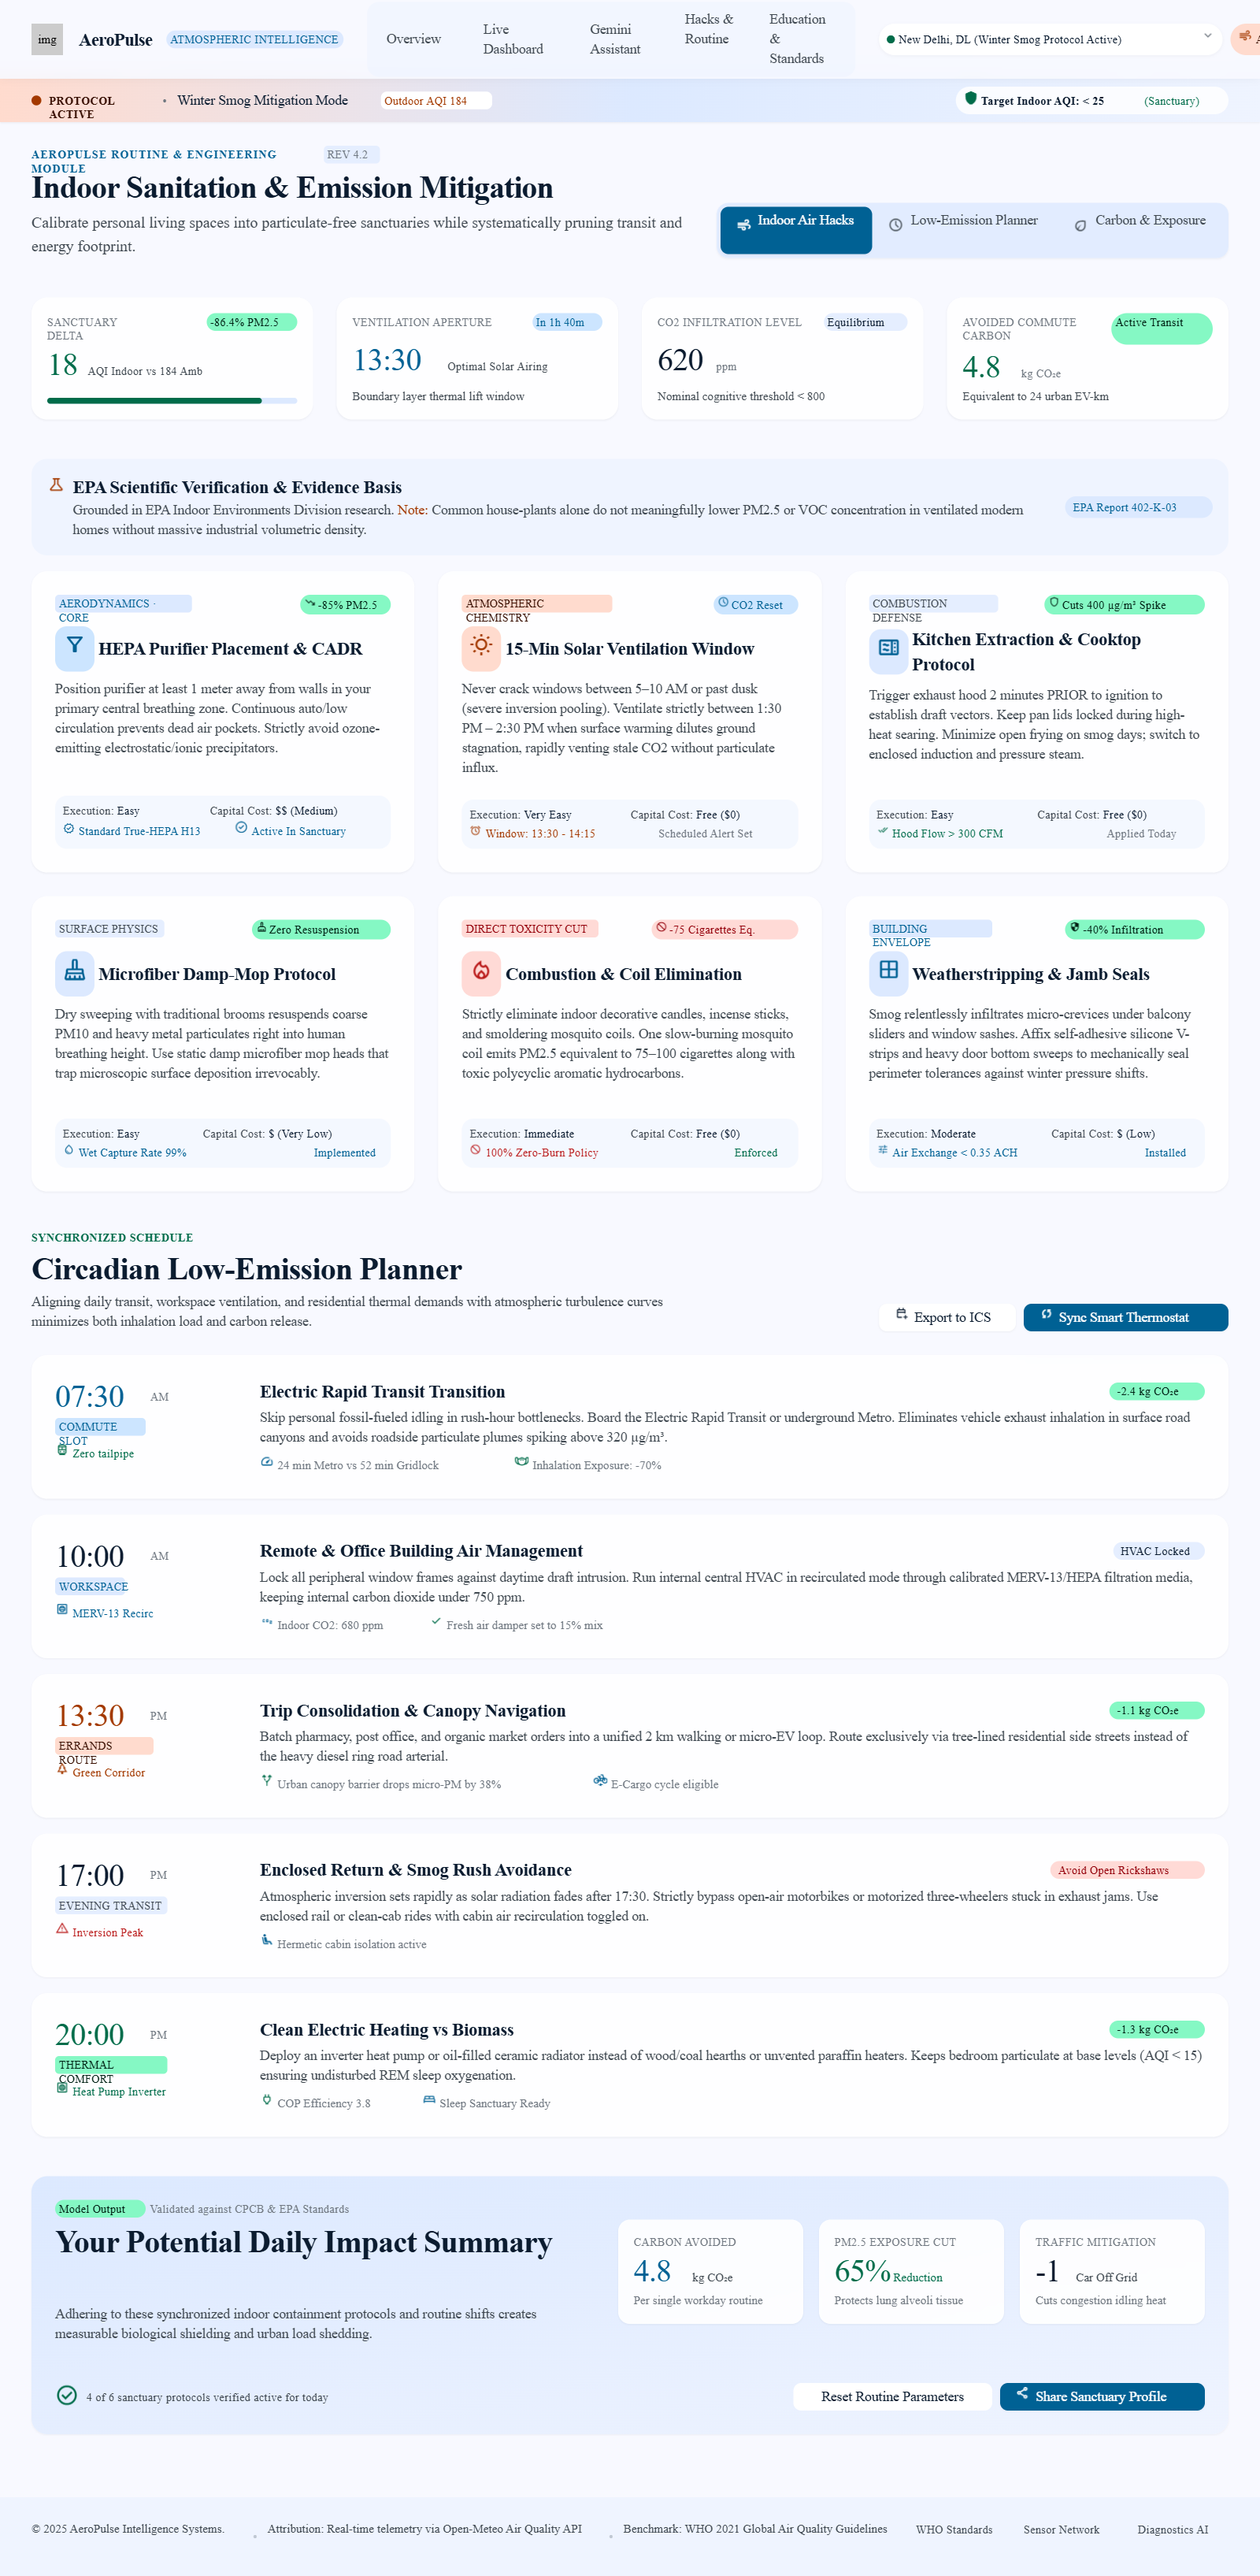 img
AeroPulse
ATMOSPHERIC INTELLIGENCE
Overview
Live
Dashboard
Gemini
Assistant
Hacks &
Routine
Education
&
Standards
New Delhi, DL (Winter Smog Protocol Active)
PROTOCOL
ACTIVE
• Winter Smog Mitigation Mode
Outdoor AQI 184
Target Indoor AQI: < 25 (Sanctuary)
AEROPULSE ROUTINE & ENGINEERING
MODULE
REV 4.2
Indoor Sanitation & Emission Mitigation
Calibrate personal living spaces into particulate-free sanctuaries while systematically pruning transit and
energy footprint.
Indoor Air Hacks
Low-Emission Planner
Carbon & Exposure
SANCTUARY
DELTA
-86.4% PM2.5
18 AQI Indoor vs 184 Amb
VENTILATION APERTURE
In 1h 40m
13:30 Optimal Solar Airing
Boundary layer thermal lift window
CO2 INFILTRATION LEVEL
Equilibrium
620 ppm
Nominal cognitive threshold < 800
AVOIDED COMMUTE
CARBON
Active Transit
4.8 kg CO₂e
Equivalent to 24 urban EV-km
EPA Scientific Verification & Evidence Basis
Grounded in EPA Indoor Environments Division research. Note: Common house-plants alone do not meaningfully lower PM2.5 or VOC concentration in ventilated modern
homes without massive industrial volumetric density.
EPA Report 402-K-03
AERODYNAMICS ·
CORE
-85% PM2.5
HEPA Purifier Placement & CADR
Position purifier at least 1 meter away from walls in your
primary central breathing zone. Continuous auto/low
circulation prevents dead air pockets. Strictly avoid ozone-
emitting electrostatic/ionic precipitators.
Execution: Easy
Capital Cost: $$ (Medium)
Standard True-HEPA H13
Active In Sanctuary
ATMOSPHERIC
CHEMISTRY
CO2 Reset
15-Min Solar Ventilation Window
Never crack windows between 5–10 AM or past dusk
(severe inversion pooling). Ventilate strictly between 1:30
PM – 2:30 PM when surface warming dilutes ground
stagnation, rapidly venting stale CO2 without particulate
influx.
Execution: Very Easy
Capital Cost: Free ($0)
Window: 13:30 - 14:15
Scheduled Alert Set
COMBUSTION
DEFENSE
Cuts 400 µg/m³ Spike
Kitchen Extraction & Cooktop
Protocol
Trigger exhaust hood 2 minutes PRIOR to ignition to
establish draft vectors. Keep pan lids locked during high-
heat searing. Minimize open frying on smog days; switch to
enclosed induction and pressure steam.
Execution: Easy
Capital Cost: Free ($0)
Hood Flow > 300 CFM
Applied Today
SURFACE PHYSICS
Zero Resuspension
Microfiber Damp-Mop Protocol
Dry sweeping with traditional brooms resuspends coarse
PM10 and heavy metal particulates right into human
breathing height. Use static damp microfiber mop heads that
trap microscopic surface deposition irrevocably.
Execution: Easy
Capital Cost: $ (Very Low)
Wet Capture Rate 99%
Implemented
DIRECT TOXICITY CUT
-75 Cigarettes Eq.
Combustion & Coil Elimination
Strictly eliminate indoor decorative candles, incense sticks,
and smoldering mosquito coils. One slow-burning mosquito
coil emits PM2.5 equivalent to 75–100 cigarettes along with
toxic polycyclic aromatic hydrocarbons.
Execution: Immediate
Capital Cost: Free ($0)
100% Zero-Burn Policy
Enforced
BUILDING
ENVELOPE
-40% Infiltration
Weatherstripping & Jamb Seals
Smog relentlessly infiltrates micro-crevices under balcony
sliders and window sashes. Affix self-adhesive silicone V-
strips and heavy door bottom sweeps to mechanically seal
perimeter tolerances against winter pressure shifts.
Execution: Moderate
Capital Cost: $ (Low)
Air Exchange < 0.35 ACH
Installed
SYNCHRONIZED SCHEDULE
Circadian Low-Emission Planner
Aligning daily transit, workspace ventilation, and residential thermal demands with atmospheric turbulence curves
minimizes both inhalation load and carbon release.
Export to ICS
Sync Smart Thermostat
07:30 AM
COMMUTE
SLOT
Zero tailpipe
Electric Rapid Transit Transition
-2.4 kg CO₂e
Skip personal fossil-fueled idling in rush-hour bottlenecks. Board the Electric Rapid Transit or underground Metro. Eliminates vehicle exhaust inhalation in surface road
canyons and avoids roadside particulate plumes spiking above 320 µg/m³.
24 min Metro vs 52 min Gridlock
Inhalation Exposure: -70%
10:00 AM
WORKSPACE
MERV-13 Recirc
Remote & Office Building Air Management
HVAC Locked
Lock all peripheral window frames against daytime draft intrusion. Run internal central HVAC in recirculated mode through calibrated MERV-13/HEPA filtration media,
keeping internal carbon dioxide under 750 ppm.
Indoor CO2: 680 ppm
Fresh air damper set to 15% mix
13:30 PM
ERRANDS
ROUTE
Green Corridor
Trip Consolidation & Canopy Navigation
-1.1 kg CO₂e
Batch pharmacy, post office, and organic market orders into a unified 2 km walking or micro-EV loop. Route exclusively via tree-lined residential side streets instead of
the heavy diesel ring road arterial.
Urban canopy barrier drops micro-PM by 38%
E-Cargo cycle eligible
17:00 PM
EVENING TRANSIT
Inversion Peak
Enclosed Return & Smog Rush Avoidance
Avoid Open Rickshaws
Atmospheric inversion sets rapidly as solar radiation fades after 17:30. Strictly bypass open-air motorbikes or motorized three-wheelers stuck in exhaust jams. Use
enclosed rail or clean-cab rides with cabin air recirculation toggled on.
Hermetic cabin isolation active
20:00 PM
THERMAL
COMFORT
Heat Pump Inverter
Clean Electric Heating vs Biomass
-1.3 kg CO₂e
Deploy an inverter heat pump or oil-filled ceramic radiator instead of wood/coal hearths or unvented paraffin heaters. Keeps bedroom particulate at base levels (AQI < 15)
ensuring undisturbed REM sleep oxygenation.
COP Efficiency 3.8
Sleep Sanctuary Ready
Model Output
Validated against CPCB & EPA Standards
Your Potential Daily Impact Summary
Adhering to these synchronized indoor containment protocols and routine shifts creates
measurable biological shielding and urban load shedding.
CARBON AVOIDED
4.8 kg CO₂e
Per single workday routine
PM2.5 EXPOSURE CUT
65% Reduction
Protects lung alveoli tissue
TRAFFIC MITIGATION
-1 Car Off Grid
Cuts congestion idling heat
4 of 6 sanctuary protocols verified active for today
Reset Routine Parameters
Share Sanctuary Profile
© 2025 AeroPulse Intelligence Systems.
• Attribution: Real-time telemetry via Open-Meteo Air Quality API
• Benchmark: WHO 2021 Global Air Quality Guidelines
WHO Standards
Sensor Network
Diagnostics AI